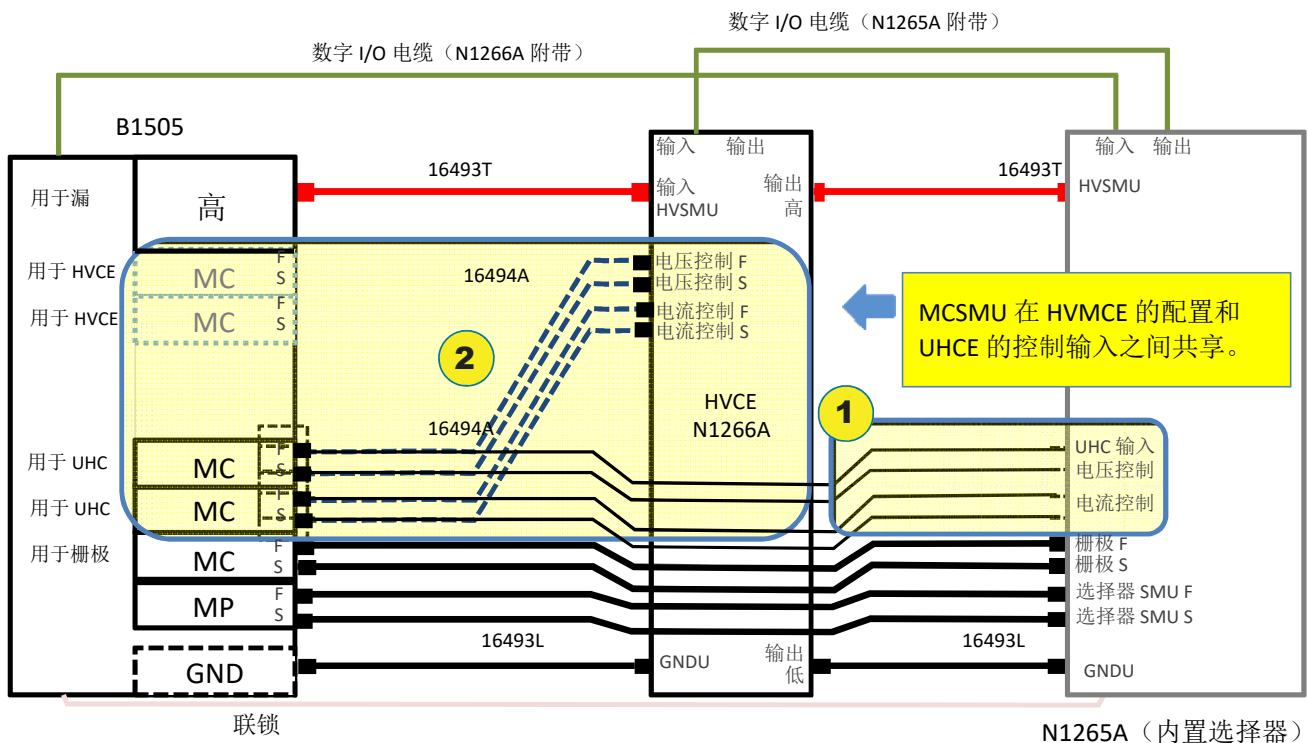 数字 I/O 电缆（N1265A 附带）
数字 I/O 电缆（N1266A 附带）
B1505
输入 输出
输入 输出
16493T
16493T
用于漏
高
输入
HVSMU
输出
高
HVSMU
用于 HVCE
MC
F
S
16494A
电压控制 F
电压控制 S
用于 HVCE
MC
F
S
电流控制 F
电流控制 S
MCSMU 在 HVMCE 的配置和
UHCE 的控制输入之间共享。
2
HVCE
N1266A
1
16494A
用于 UHC
MC
F
S
UHC 输入
电压控制
用于 UHC
MC
F
S
电流控制
用于栅极
MC
F
S
栅极 F
栅极 S
MP
F
S
选择器 SMU F
选择器 SMU S
16493L
16493L
GND
GNDU
输出
低
GNDU
联锁
N1265A（内置选择器）